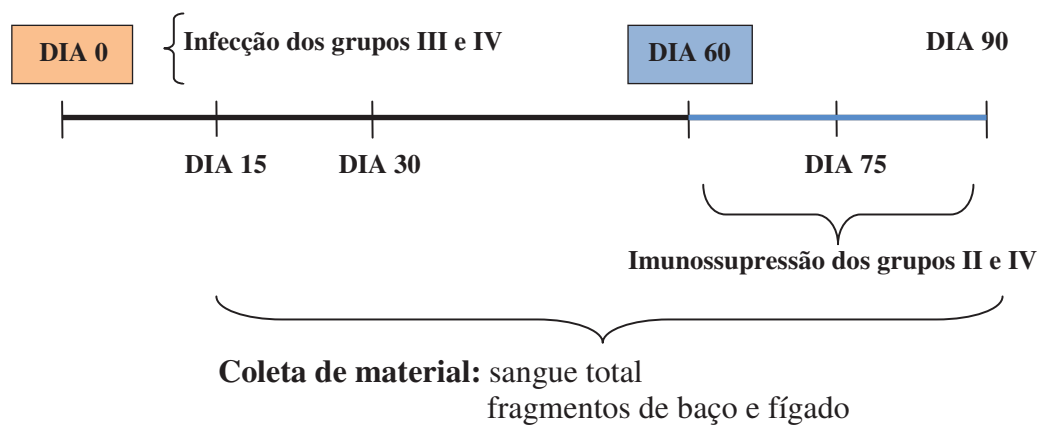 DIA 0
Infecção dos grupos III e IV
DIA 60
DIA 90
DIA 15
DIA 30
DIA 75
Imunossupressão dos grupos II e IV
Coleta de material: sangue total
fragmentos de baço e fígado